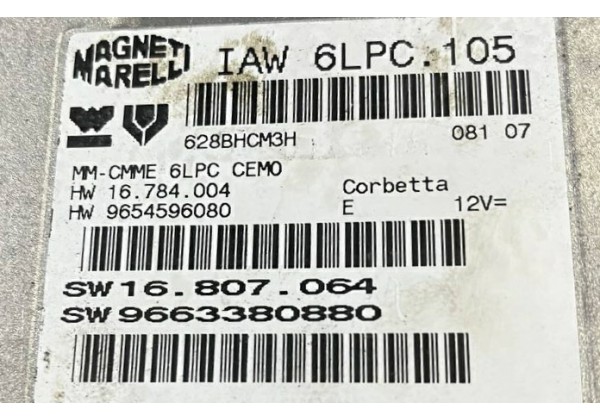 MAGNETI MARELLI
IAW 6LPC.105
628BHCM3H 081 07
MM-CMME 6LPC CEMO
HW 16.784.004 Corbetta
HW 9654596080 E 12V=
SW 16.807.064
SW 9663380880